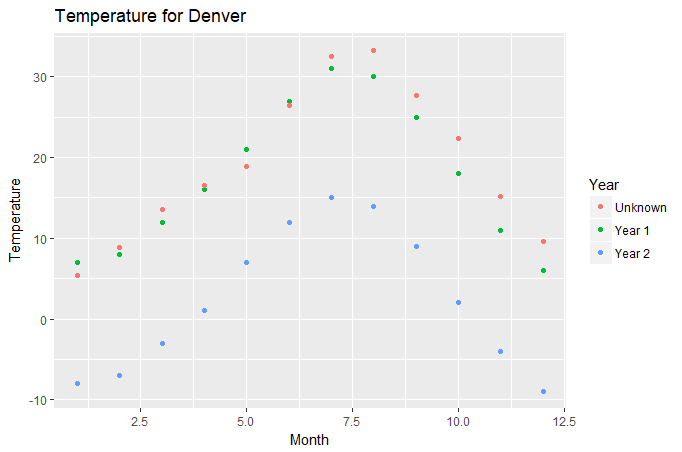 Temperature for Denver
Temperature
30
20
10
0
-10
2.5 5.0 7.5 10.0 12.5
Month
Year
Unknown
Year 1
Year 2